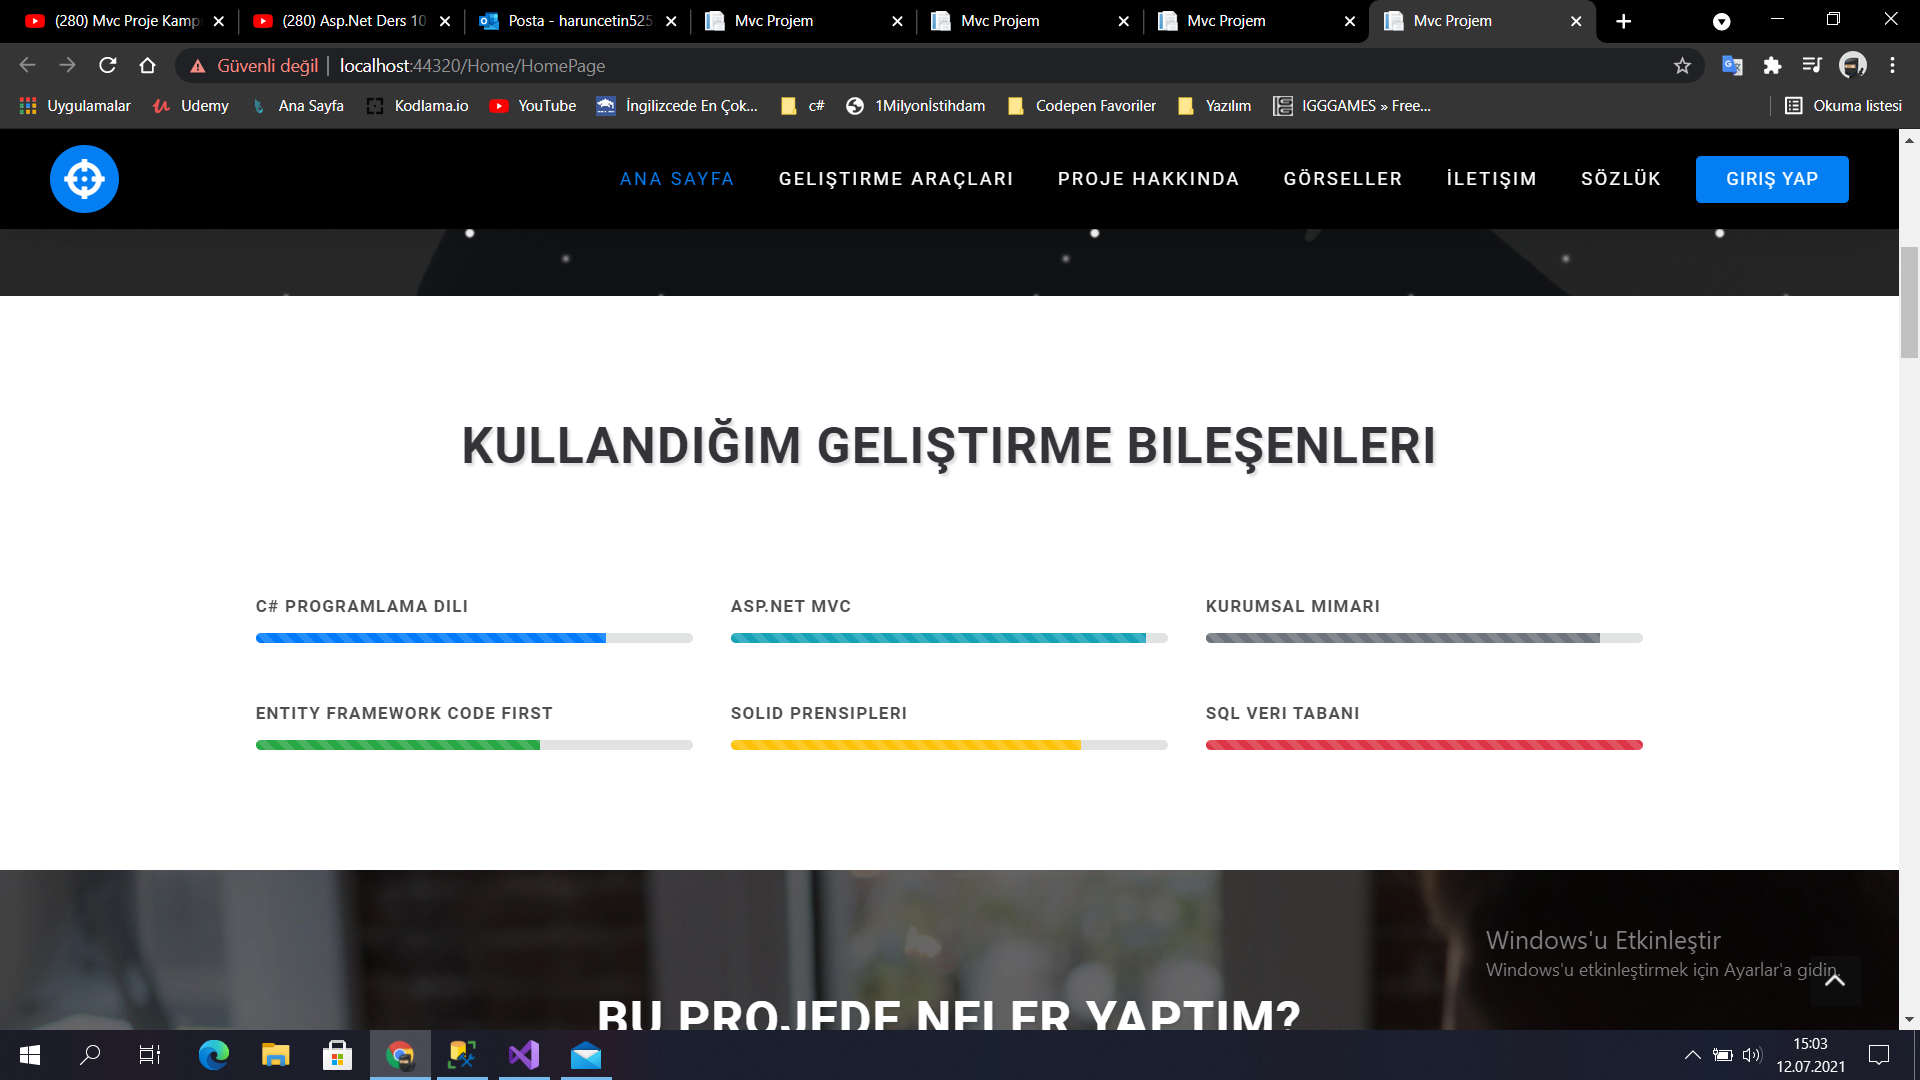 (280) Mvc Proje Kamp
(280) Asp.Net Ders 10
Posta - haruncetin525
Mvc Projem
Mvc Projem
Mvc Projem
Mvc Projem
Güvenli değil
localhost:44320/Home/HomePage
Uygulamalar
Udemy
Ana Sayfa
Kodlama.io
YouTube
İngilizcede En Çok...
c#
1Milyonİstihdam
Codepen Favoriler
Yazılım
IGGGAMES » Free...
Okuma listesi
ANA SAYFA
GELIŞTIRME ARAÇLARI
PROJE HAKKINDA
GÖRSELLER
İLETIŞIM
SÖZLÜK
GIRIŞ YAP
KULLANDIĞIM GELIŞTIRME BILEŞENLERI
C# PROGRAMLAMA DILI
ASP.NET MVC
KURUMSAL MIMARI
ENTITY FRAMEWORK CODE FIRST
SOLID PRENSIPLERI
SQL VERI TABANI
Windows'u Etkinleştir
Windows'u etkinleştirmek için Ayarlar'a gidin.
BU PROJEDE NELER YAPTIM?
15:03
12.07.2021